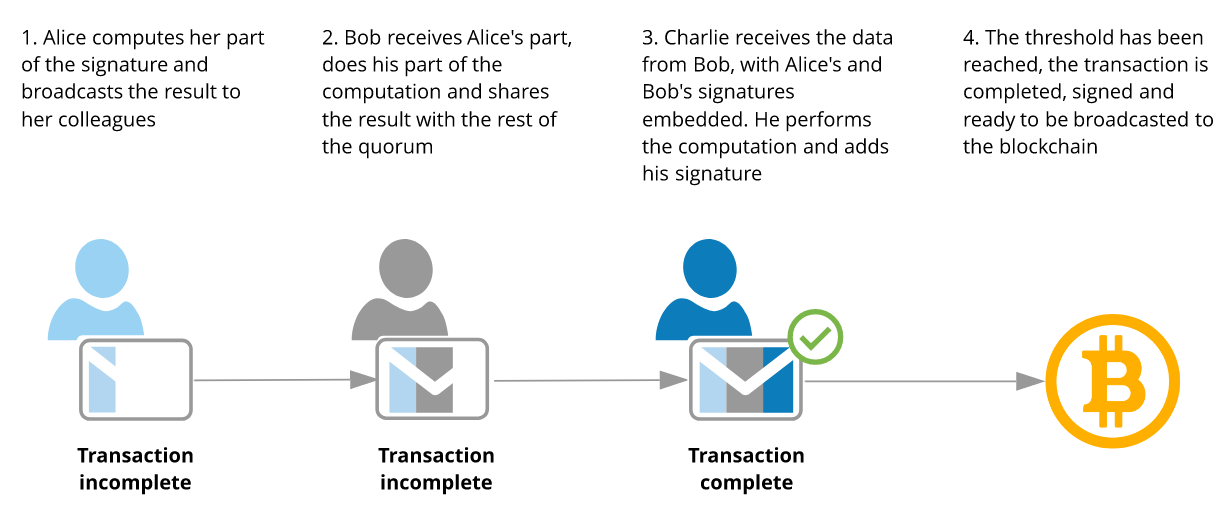 1. Alice computes her part
of the signature and
broadcasts the result to
her colleagues
2. Bob receives Alice's part,
does his part of the
computation and shares
the result with the rest of
the quorum
3. Charlie receives the data
from Bob, with Alice's and
Bob's signatures
embedded. He performs
the computation and adds
his signature
4. The threshold has been
reached, the transaction is
completed, signed and
ready to be broadcasted to
the blockchain
Transaction
incomplete
Transaction
incomplete
Transaction
complete